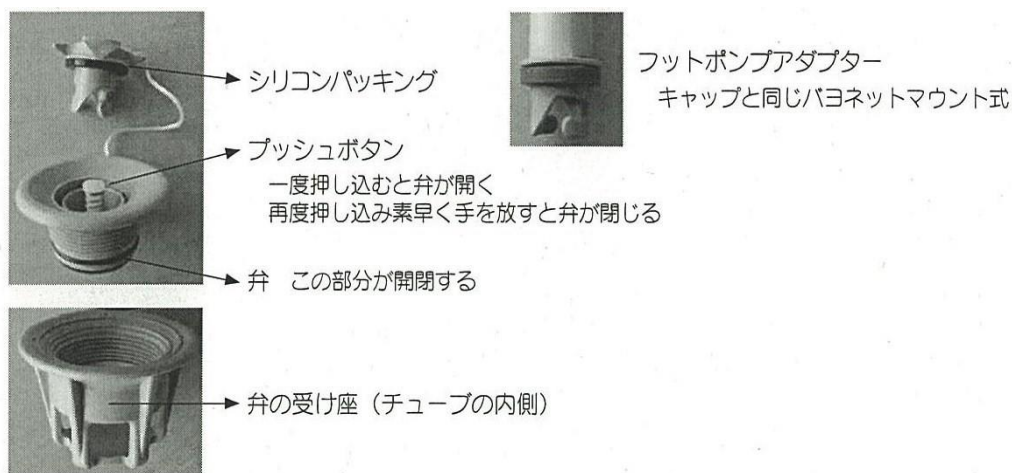 シリコンパッキング
プッシュボタン
一度押し込むと弁が開く
再度押し込み素早く手を放すと弁が閉じる
弁　この部分が開閉する
弁の受け座（チューブの内側）
フットポンプアダプター
キャップと同じバヨネットマウント式